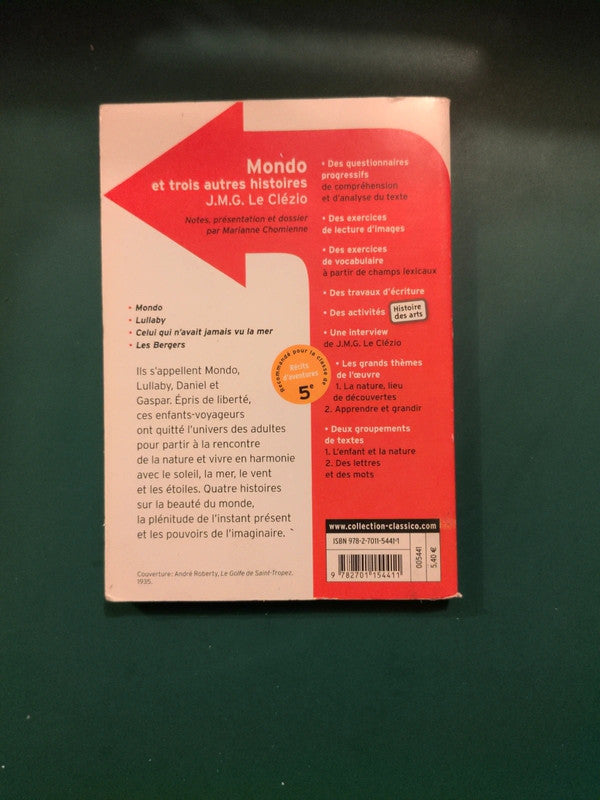 Mondo
et trois autres histoires
J.M.G. Le Clézio
Notes, présentation et dossier
par Marianne Chomienne
• Mondo
• Lullaby
• Celui qui n'avait jamais vu la mer
• Les Bergers
Ils s'appellent Mondo,
Lullaby, Daniel et
Gaspar. Épris de liberté,
ces enfants-voyageurs
ont quitté l'univers des adultes
pour partir à la rencontre
de la nature et vivre en harmonie
avec le soleil, la mer, le vent
et les étoiles. Quatre histoires
sur la beauté du monde,
la plénitude de l'instant présent
et les pouvoirs de l'imaginaire.
Couverture : André Roberty, Le Golfe de Saint-Tropez,
1935.
Recommandé pour la classe de
Récits
d'aventures
5e
• Des questionnaires
progressifs
de compréhension
et d'analyse du texte
• Des exercices
de lecture d'images
• Des exercices
de vocabulaire
à partir de champs lexicaux
• Des travaux d'écriture
• Des activités
Histoire
des arts
• Une interview
de J.M.G. Le Clézio
• Les grands thèmes
de l'œuvre
1. La nature, lieu
de découvertes
2. Apprendre et grandir
• Deux groupements
de textes
1. L'enfant et la nature
2. Des lettres
et des mots
www.collection-classico.com
ISBN 978-2-7011-5441-1
9 782701 154411
005441
5,40 €